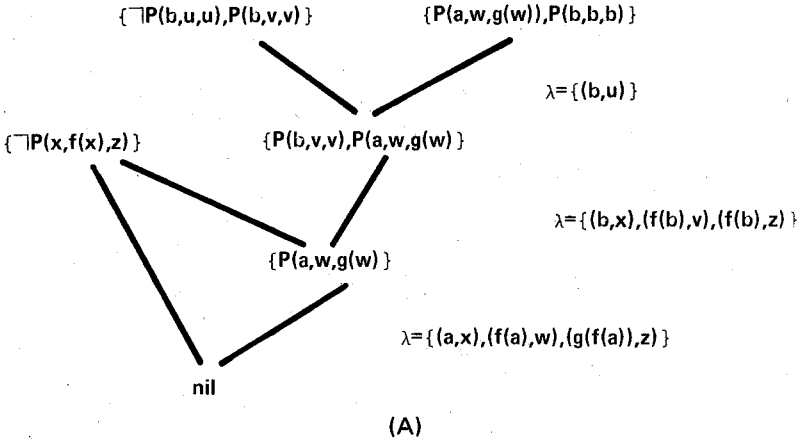 {¬P(b,u,u),P(b,v,v)}
{P(a,w,g(w)),P(b,b,b)}
λ={(b,u)}
{¬P(x,f(x),z)}
{P(b,v,v),P(a,w,g(w)}
λ={(b,x),(f(b),v),(f(b),z)}
{P(a,w,g(w)}
λ={(a,x),(f(a),w),(g(f(a)),z)}
nil
(A)